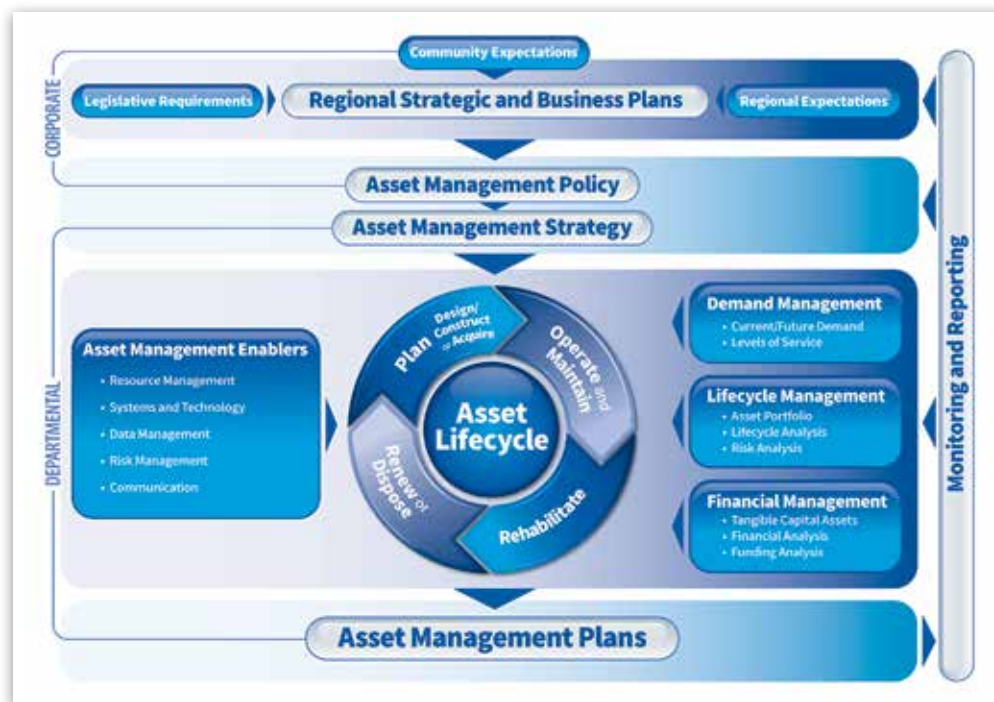 Community Expectations
CORPORATE
Legislative Requirements
Regional Strategic and Business Plans
Regional Expectations
Asset Management Policy
Asset Management Strategy
DEPARTMENTAL
Asset Management Enablers
• Resource Management
• Systems and Technology
• Data Management
• Risk Management
• Communication
Plan
Design/
Construct
or Acquire
Operate and
Maintain
Rehabilitate
Renew or
Dispose
Asset
Lifecycle
Demand Management
• Current/Future Demand
• Levels of Service
Lifecycle Management
• Asset Portfolio
• Lifecycle Analysis
• Risk Analysis
Financial Management
• Tangible Capital Assets
• Financial Analysis
• Funding Analysis
Monitoring and Reporting
Asset Management Plans